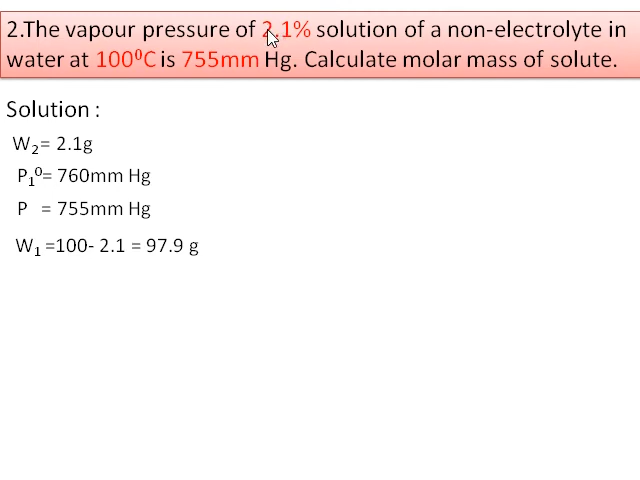 2.The vapour pressure of 2.1% solution of a non-electrolyte in
water at 100⁰C is 755mm Hg. Calculate molar mass of solute.
Solution :
W₂= 2.1g
P₁⁰= 760mm Hg
P = 755mm Hg
W₁ =100- 2.1 = 97.9 g